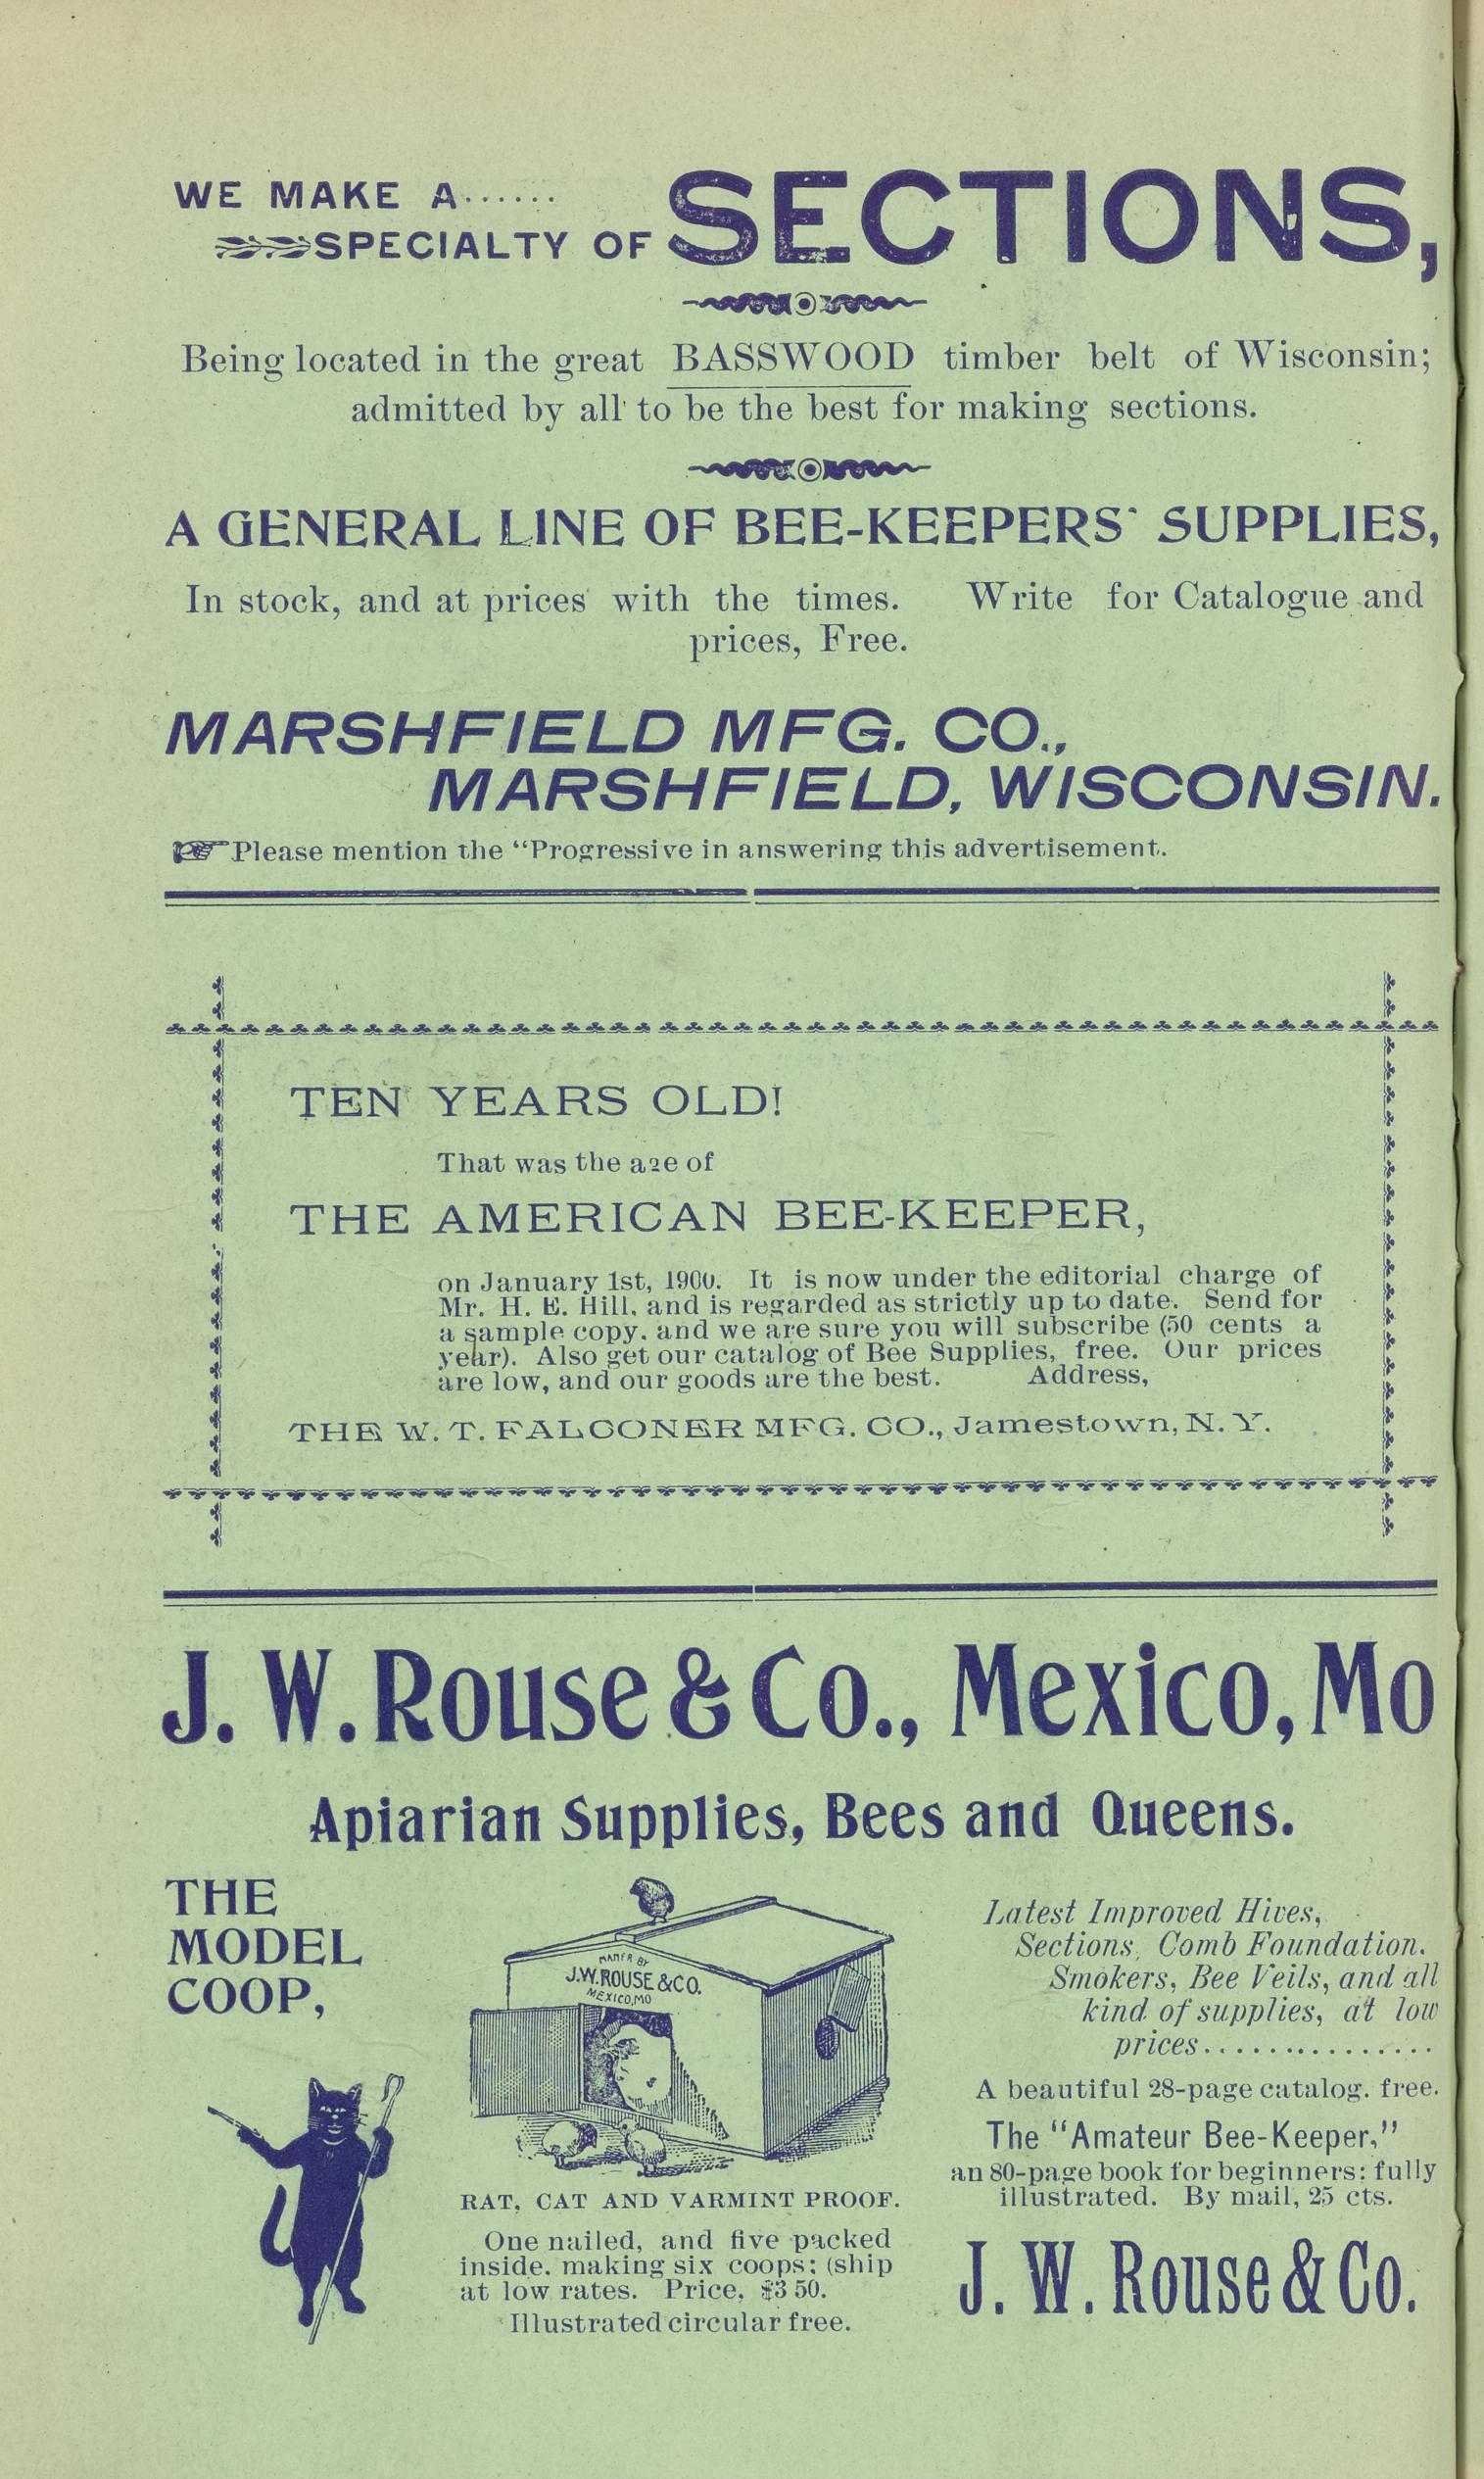 WE MAKE A......
SPECIALTY OF SECTIONS,
Being located in the great BASSWOOD timber belt of Wisconsin;
admitted by all to be the best for making sections.
A GENERAL LINE OF BEE-KEEPERS' SUPPLIES,
In stock, and at prices with the times. Write for Catalogue and
prices, Free.
MARSHFIELD MFG. CO.,
MARSHFIELD, WISCONSIN.
☞Please mention the "Progressive in answering this advertisement.
TEN YEARS OLD!
That was the age of
THE AMERICAN BEE-KEEPER,
on January 1st, 1900. It is now under the editorial charge of
Mr. H. E. Hill, and is regarded as strictly up to date. Send for
a sample copy, and we are sure you will subscribe (50 cents a
year). Also get our catalog of Bee Supplies, free. Our prices
are low, and our goods are the best. Address,
THE W. T. FALCONER MFG. CO., Jamestown, N. Y.
J. W. Rouse & Co., Mexico, Mo
Apiarian Supplies, Bees and Queens.
THE
MODEL
COOP,
MANFR BY
J.W.ROUSE &CO.
MEXICO,MO
RAT, CAT AND VARMINT PROOF.
One nailed, and five packed
inside, making six coops; (ship
at low rates. Price, $3 50.
Illustrated circular free.
Latest Improved Hives,
Sections, Comb Foundation.
Smokers, Bee Veils, and all
kind of supplies, at low
prices...............
A beautiful 28-page catalog, free.
The "Amateur Bee-Keeper,"
an 80-page book for beginners; fully
illustrated. By mail, 25 cts.
J. W. Rouse & Co.